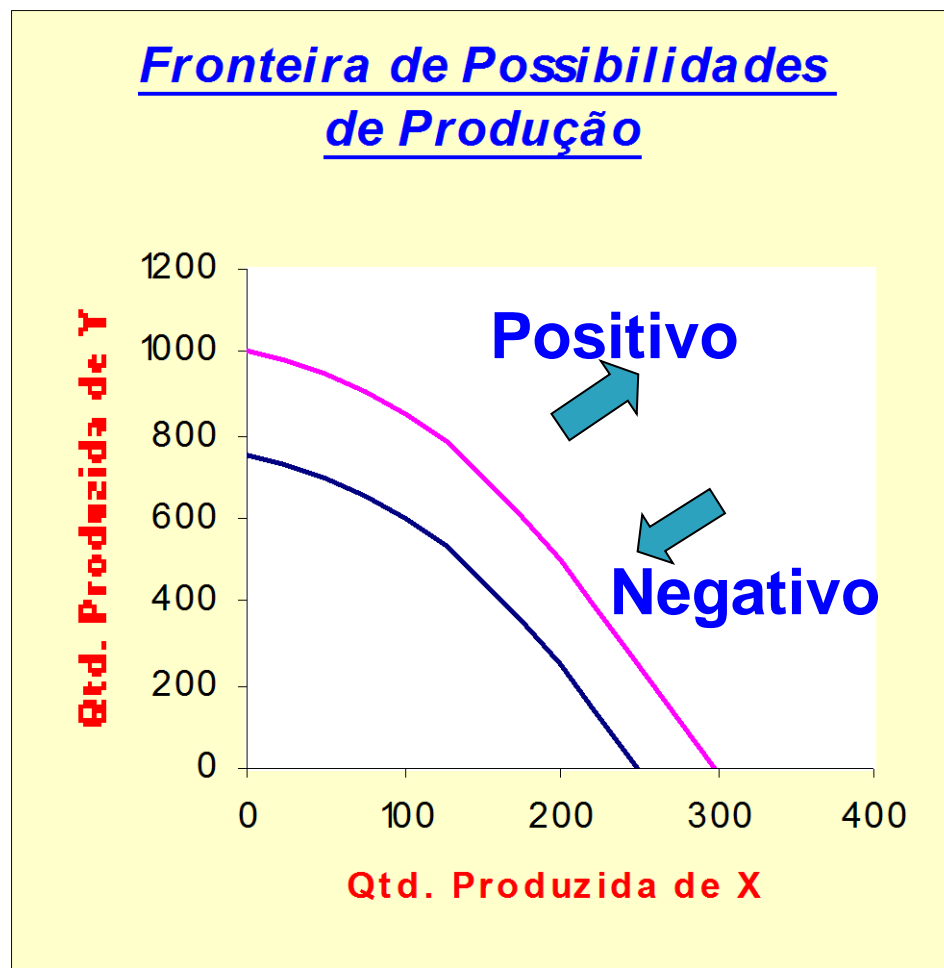 Fronteira de Possibilidades
de Produção
1200
1000
800
600
400
200
0
Qtd. Produzida de Y
Positivo
Negativo
0 100 200 300 400
Qtd. Produzida de X